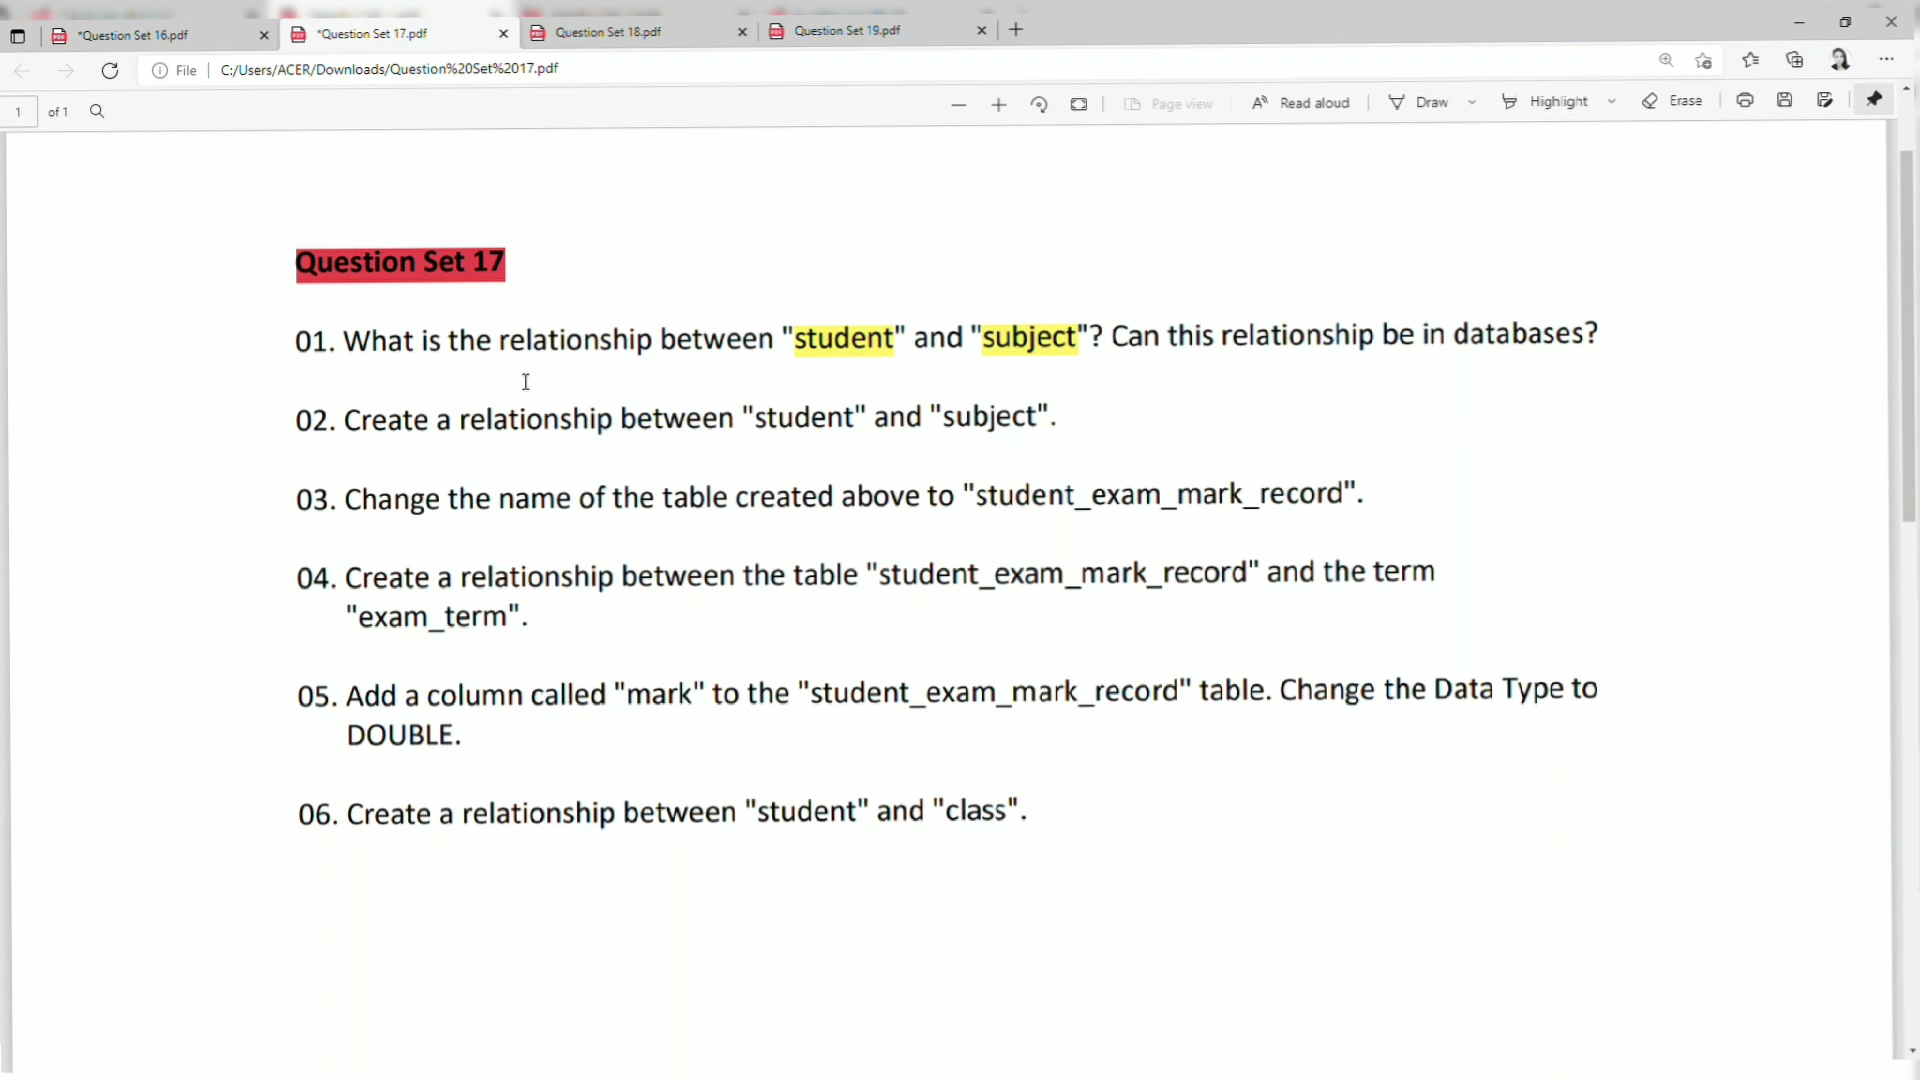 *Question Set 16.pdf
*Question Set 17.pdf
Question Set 18.pdf
Question Set 19.pdf
File
C:/Users/ACER/Downloads/Question%20Set%2017.pdf
1
of 1
Page view
Read aloud
Draw
Highlight
Erase
Question Set 17
01. What is the relationship between "student" and "subject"? Can this relationship be in databases?
02. Create a relationship between "student" and "subject".
03. Change the name of the table created above to "student_exam_mark_record".
04. Create a relationship between the table "student_exam_mark_record" and the term
"exam_term".
05. Add a column called "mark" to the "student_exam_mark_record" table. Change the Data Type to
DOUBLE.
06. Create a relationship between "student" and "class".